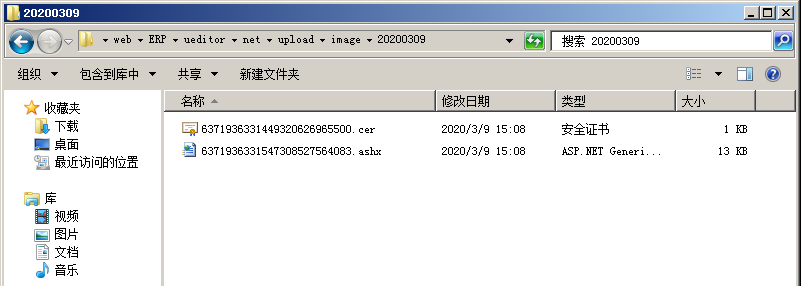 20200309
web ERP ueditor net upload image 20200309
搜索 20200309
组织 包含到库中 共享 新建文件夹
名称 修改日期 类型 大小
收藏夹
下载
桌面
最近访问的位置
库
视频
图片
文档
音乐
6371936331449320626965500.cer 2020/3/9 15:08 安全证书 1 KB
6371936331547308527564083.ashx 2020/3/9 15:08 ASP.NET Generi... 13 KB